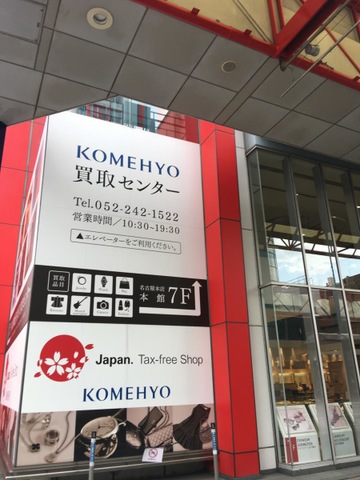 KOMEHYO
買取センター
Tel.052-242-1522
営業時間/10:30~19:30
▲エレベーターをご利用ください。
買取
品目
名古屋本店
本館 7F
Japan. Tax-free Shop
KOMEHYO